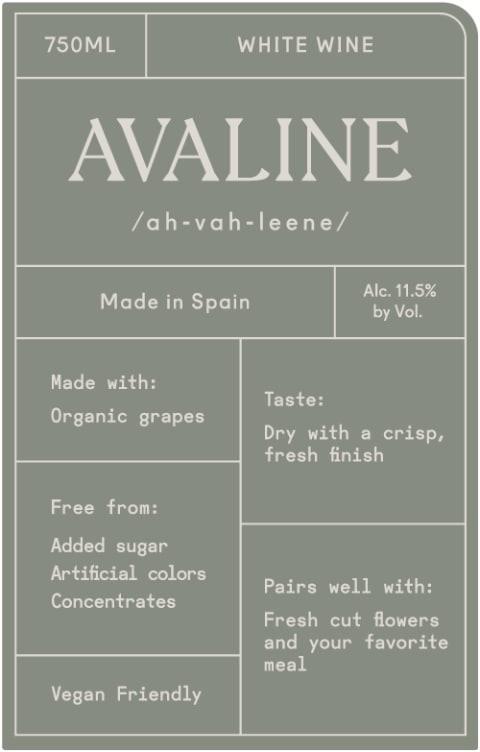 750ML
WHITE WINE
AVALINE
/ah-vah-leene/
Made in Spain
Alc. 11.5%
by Vol.
Made with:
Organic grapes
Free from:
Added sugar
Artificial colors
Concentrates
Vegan Friendly
Taste:
Dry with a crisp,
fresh finish
Pairs well with:
Fresh cut flowers
and your favorite
meal